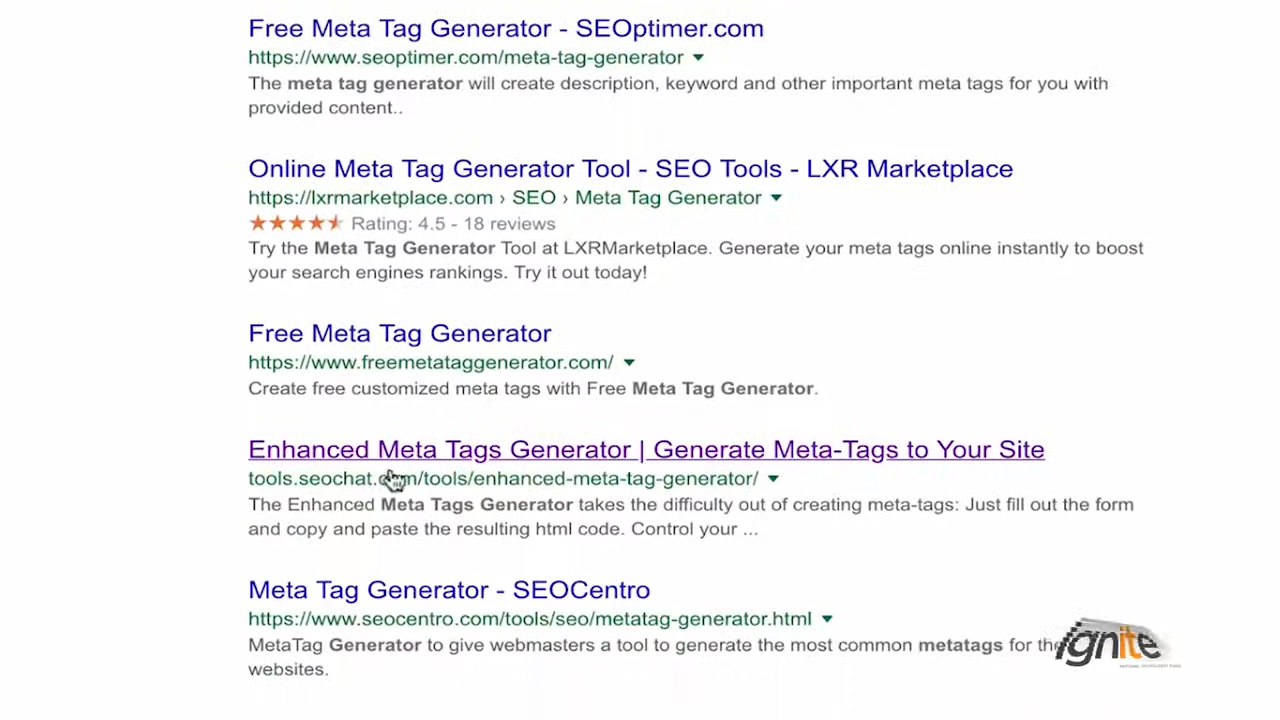 Free Meta Tag Generator - SEOptimer.com
https://www.seoptimer.com/meta-tag-generator
The meta tag generator will create description, keyword and other important meta tags for you with
provided content..
Online Meta Tag Generator Tool - SEO Tools - LXR Marketplace
https://lxrmarketplace.com › SEO › Meta Tag Generator
Rating: 4.5 - 18 reviews
Try the Meta Tag Generator Tool at LXRMarketplace. Generate your meta tags online instantly to boost
your search engines rankings. Try it out today!
Free Meta Tag Generator
https://www.freemetataggenerator.com/
Create free customized meta tags with Free Meta Tag Generator.
Enhanced Meta Tags Generator | Generate Meta-Tags to Your Site
tools.seochat.com/tools/enhanced-meta-tag-generator/
The Enhanced Meta Tags Generator takes the difficulty out of creating meta-tags: Just fill out the form
and copy and paste the resulting html code. Control your ...
Meta Tag Generator - SEOCentro
https://www.seocentro.com/tools/seo/metatag-generator.html
MetaTag Generator to give webmasters a tool to generate the most common metatags for
websites.
ignite